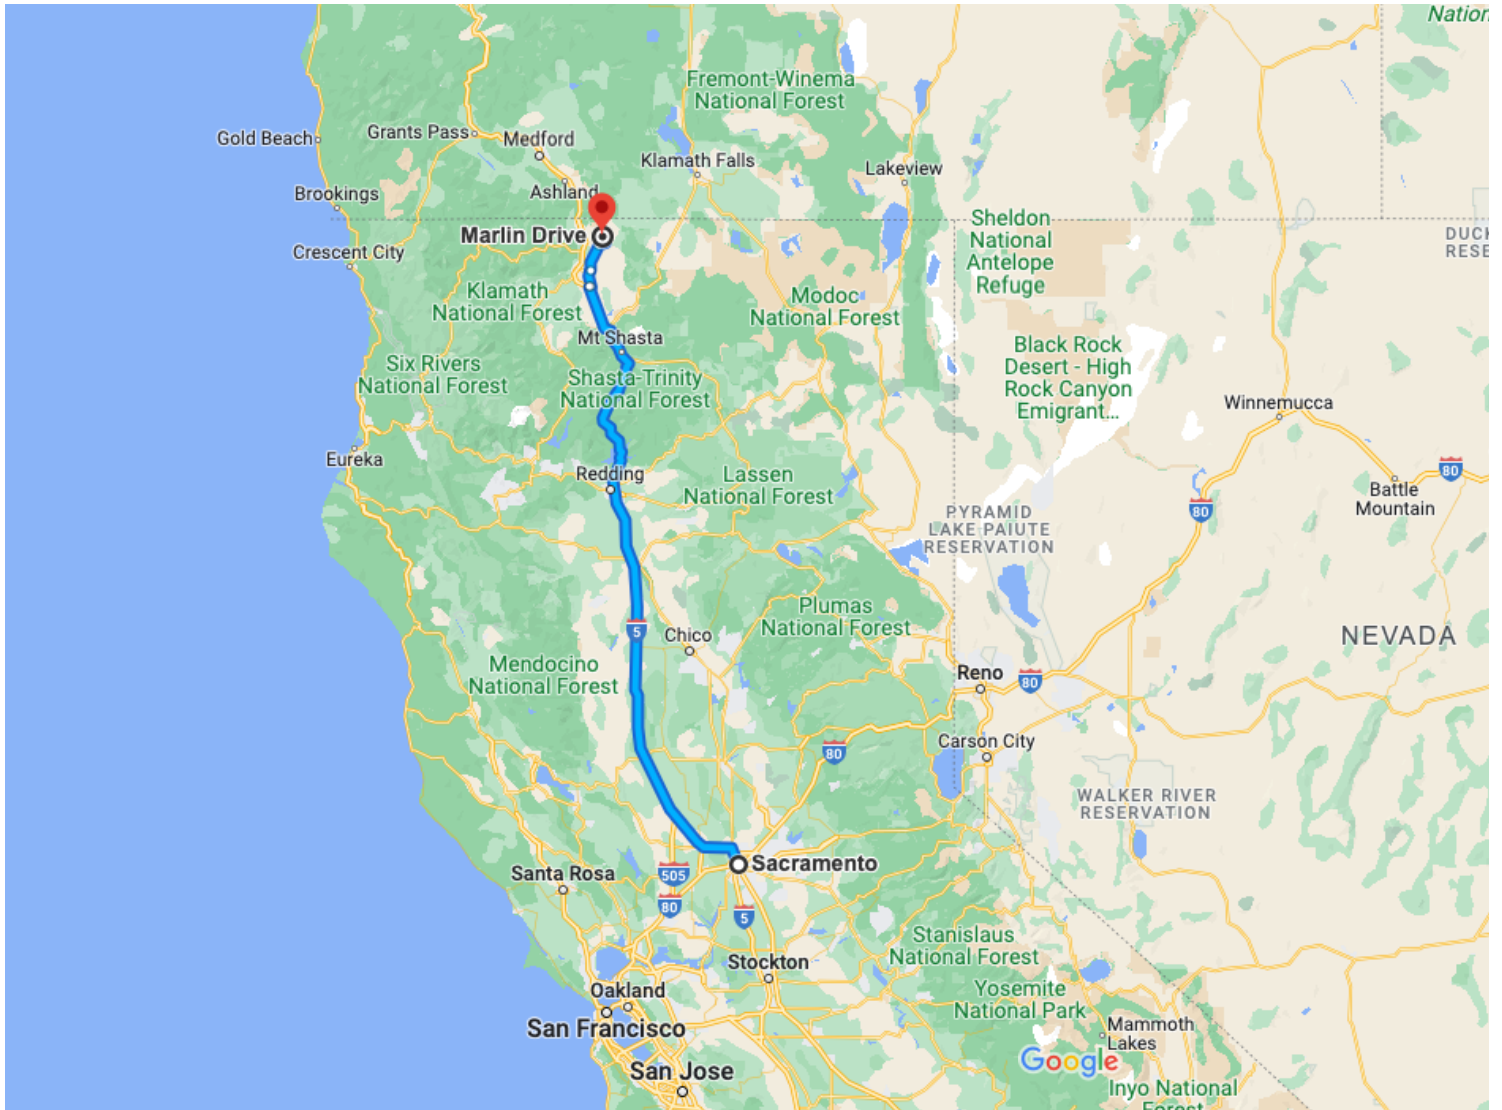 Nation
Fremont-Winema
National Forest
Gold Beach
Grants Pass
Medford
Klamath Falls
Lakeview
Ashland
Brookings
Marlin Drive
Crescent City
Sheldon
National
Antelope
Refuge
DUCK
RESE
Klamath
National Forest
Modoc
National Forest
Mt Shasta
Black Rock
Desert - High
Rock Canyon
Emigrant...
Six Rivers
National Forest
Shasta-Trinity
National Forest
Winnemucca
Eureka
Redding
Lassen
National Forest
80
Battle
Mountain
80
PYRAMID
LAKE PAIUTE
RESERVATION
Plumas
National Forest
5
Chico
NEVADA
Mendocino
National Forest
Reno
80
Carson City
80
WALKER RIVER
RESERVATION
Sacramento
Santa Rosa
505
80
5
Stanislaus
National Forest
Stockton
Yosemite
National Park
Oakland
San Francisco
Mammoth
Lakes
Google
San Jose
Inyo National
Forest